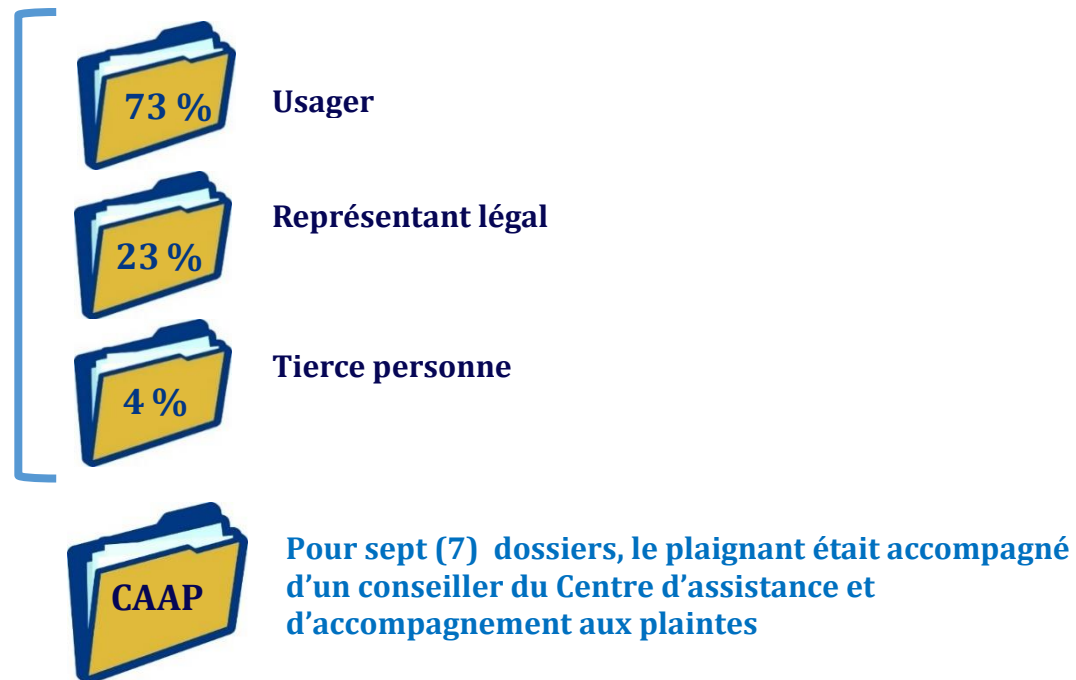 73 %
Usager
23 %
Représentant légal
4 %
Tierce personne
CAAP
Pour sept (7) dossiers, le plaignant était accompagné
d’un conseiller du Centre d’assistance et
d’accompagnement aux plaintes